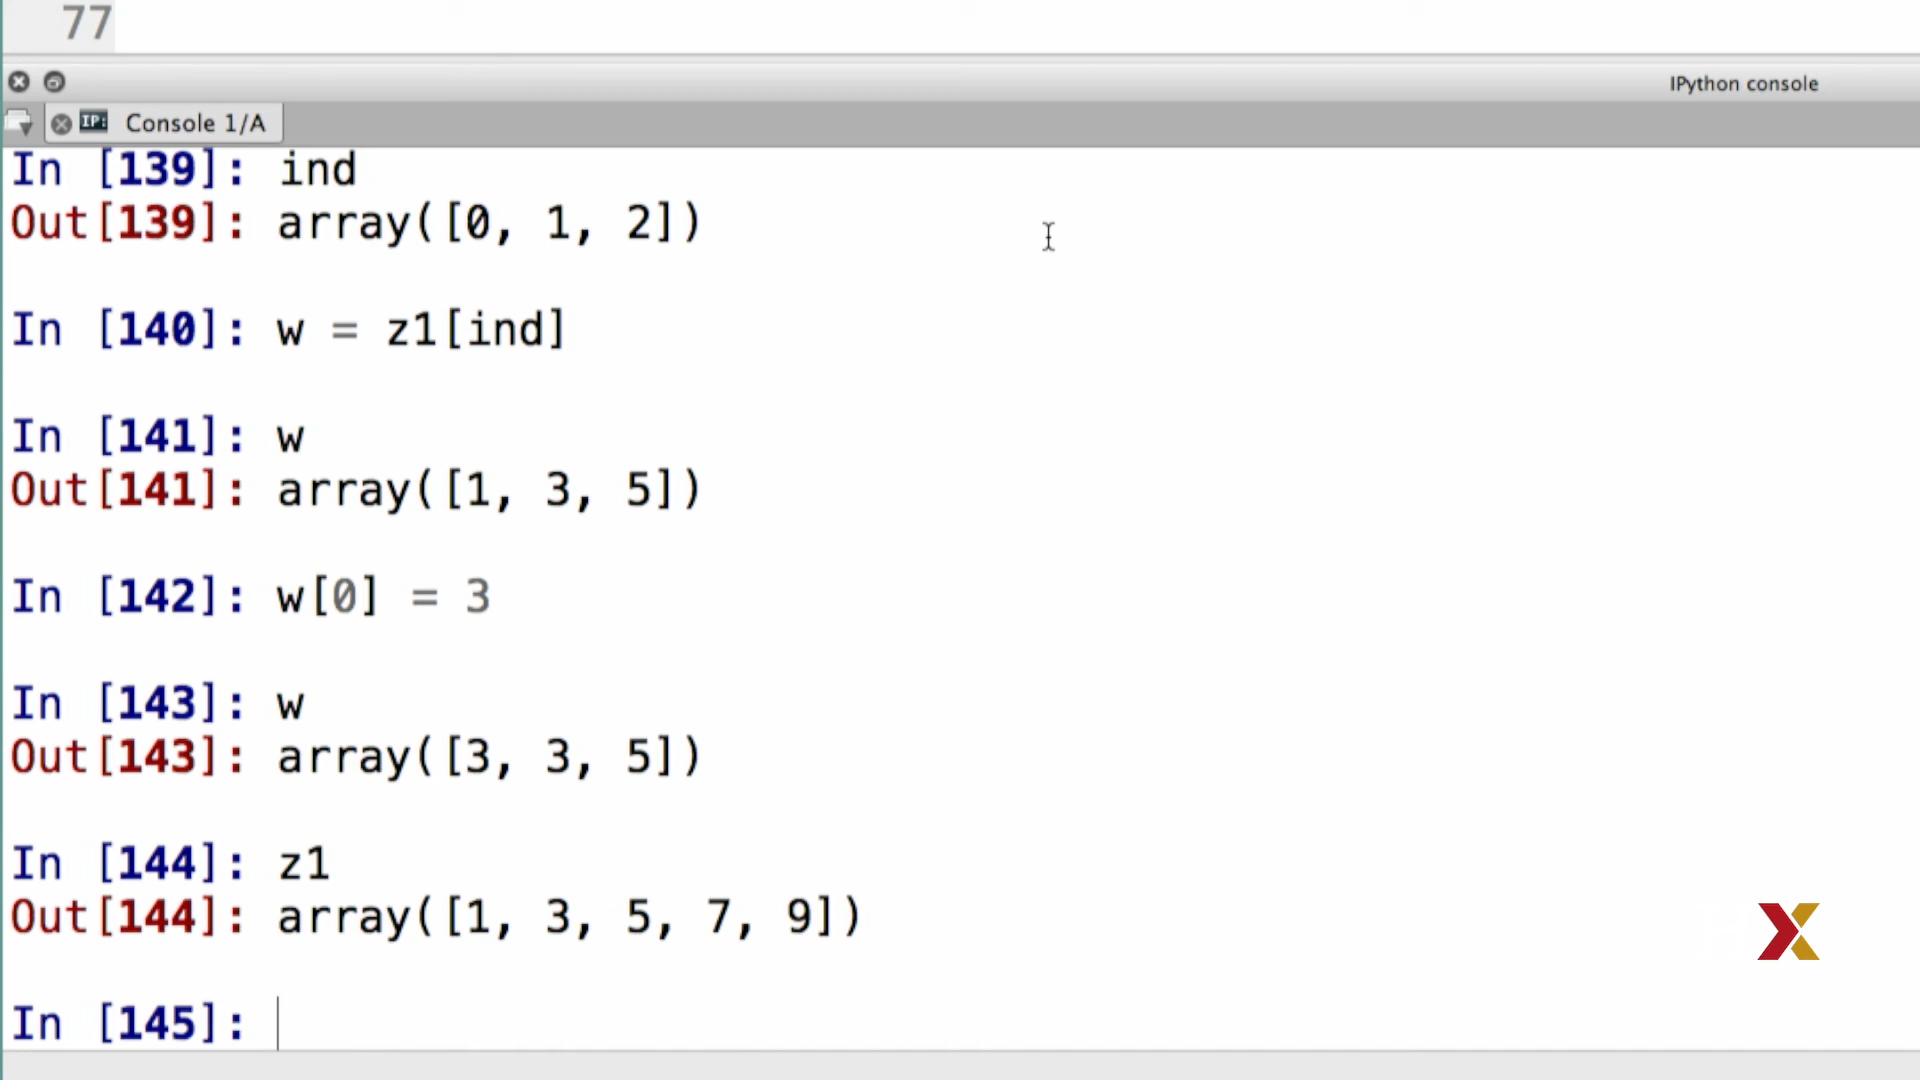 77
IPython console
IP: Console 1/A
In [139]: ind
Out[139]: array([0, 1, 2])
In [140]: w = z1[ind]
In [141]: w
Out[141]: array([1, 3, 5])
In [142]: w[0] = 3
In [143]: w
Out[143]: array([3, 3, 5])
In [144]: z1
Out[144]: array([1, 3, 5, 7, 9])
In [145]:
X